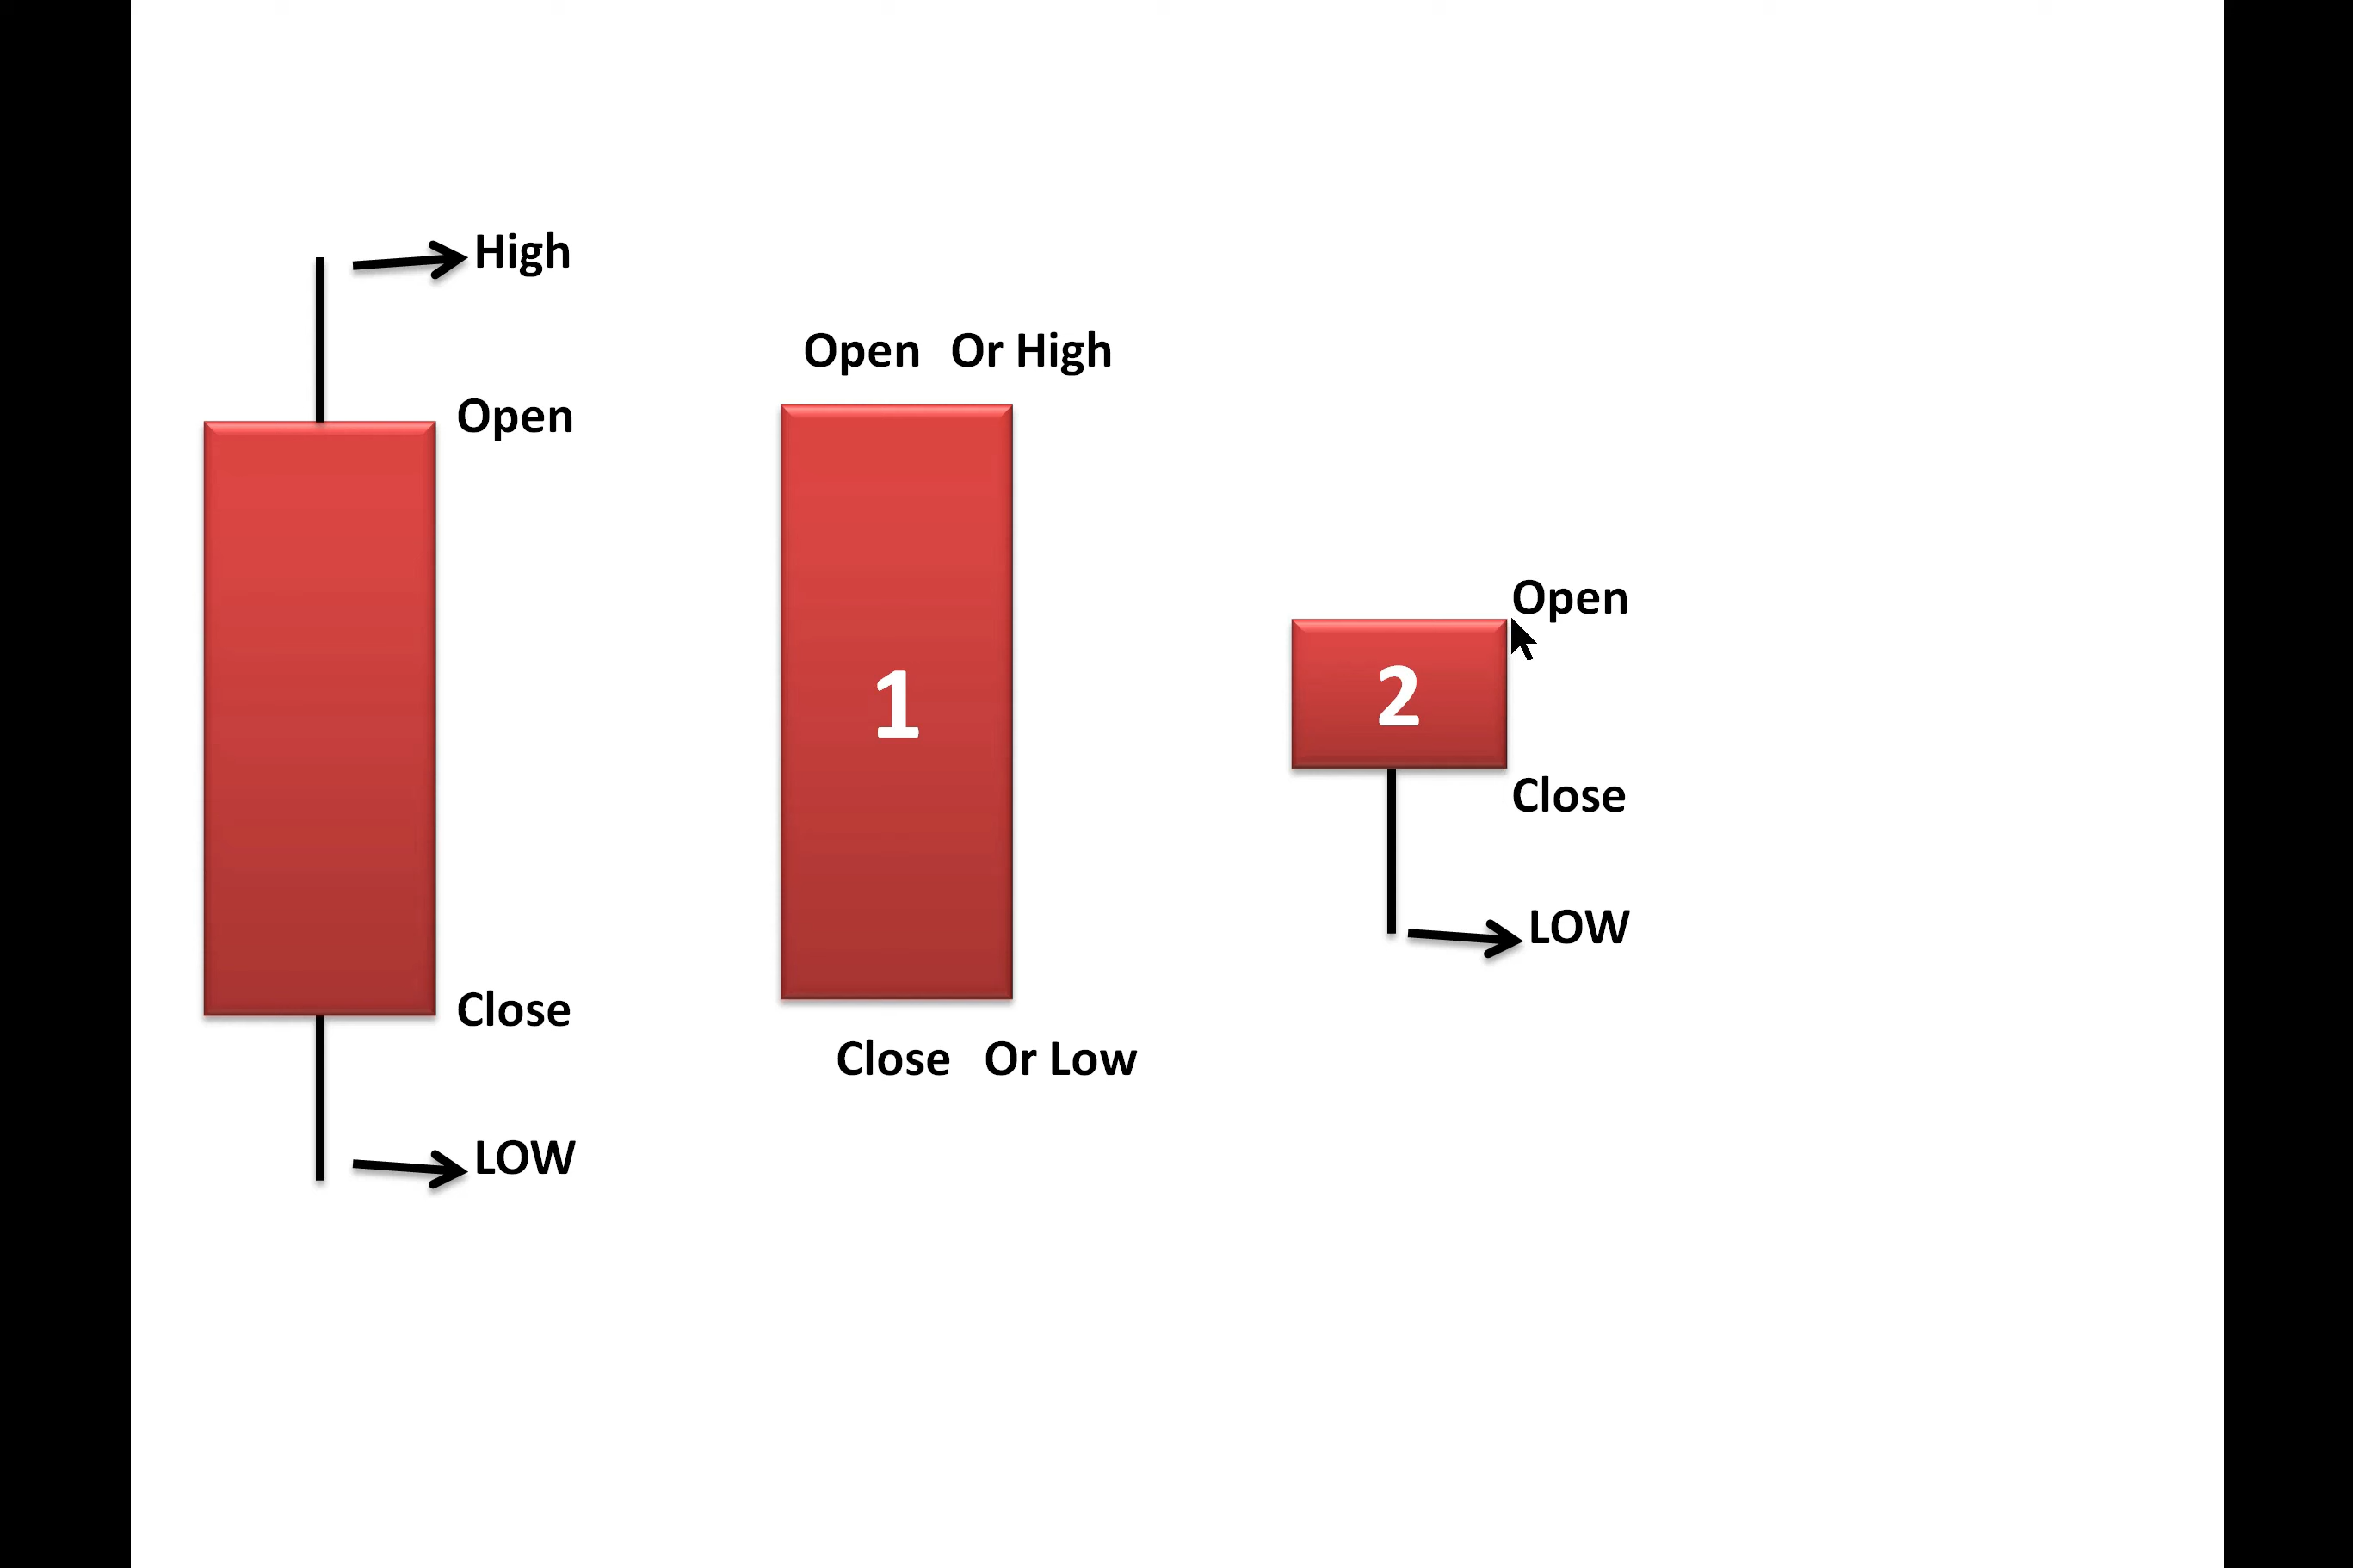 High
Open
Close
LOW
Open Or High
1
Close Or Low
Open
2
Close
LOW